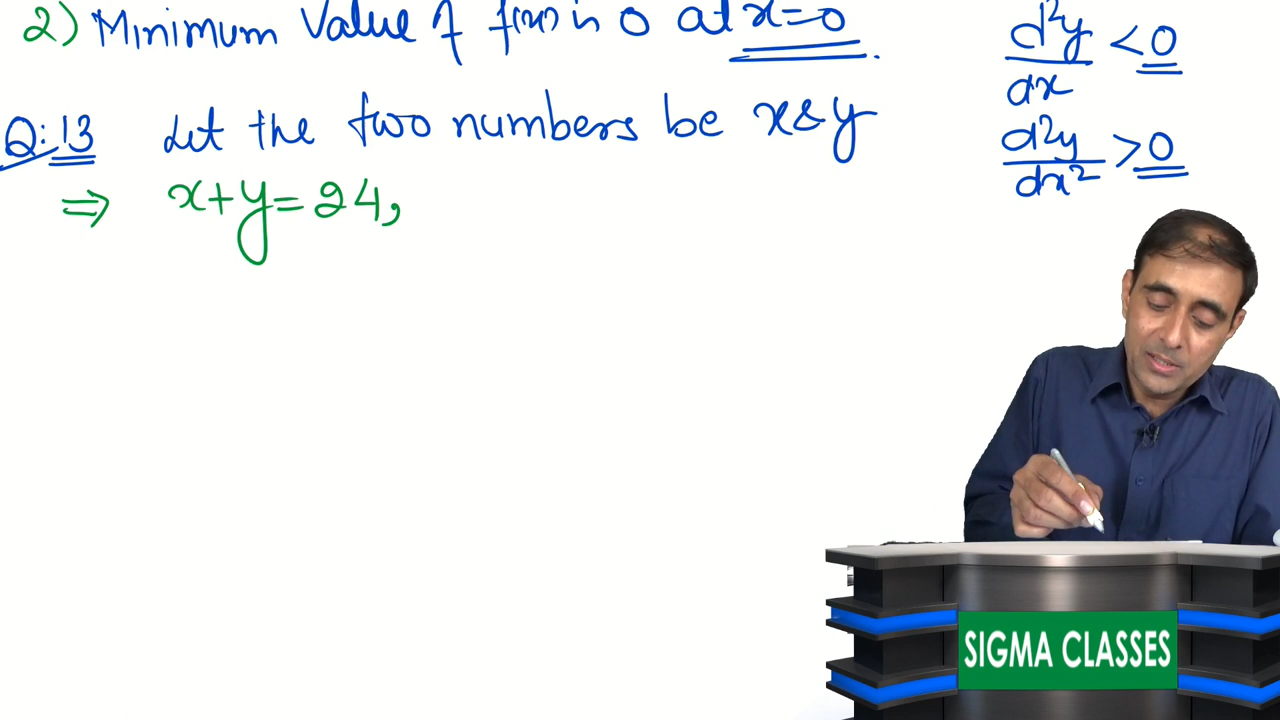 2) Minimum Value of f(x) is 0 at x=0
d²y/dx < 0
d²y/dx² > 0
Q:13 Let the two numbers be x & y
⇒ x+y=24,
SIGMA CLASSES